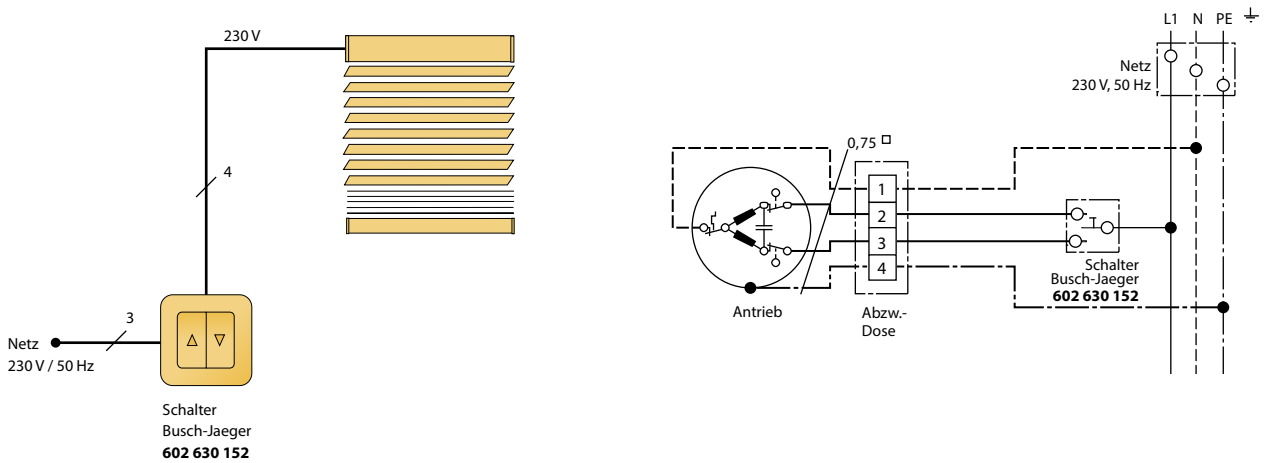 230 V
4
3
Netz
230 V / 50 Hz
Schalter
Busch-Jaeger
602 630 152
L1 N PE
Netz
230 V, 50 Hz
0,75
1
2
3
4
Antrieb
Abzw.-
Dose
Schalter
Busch-Jaeger
602 630 152